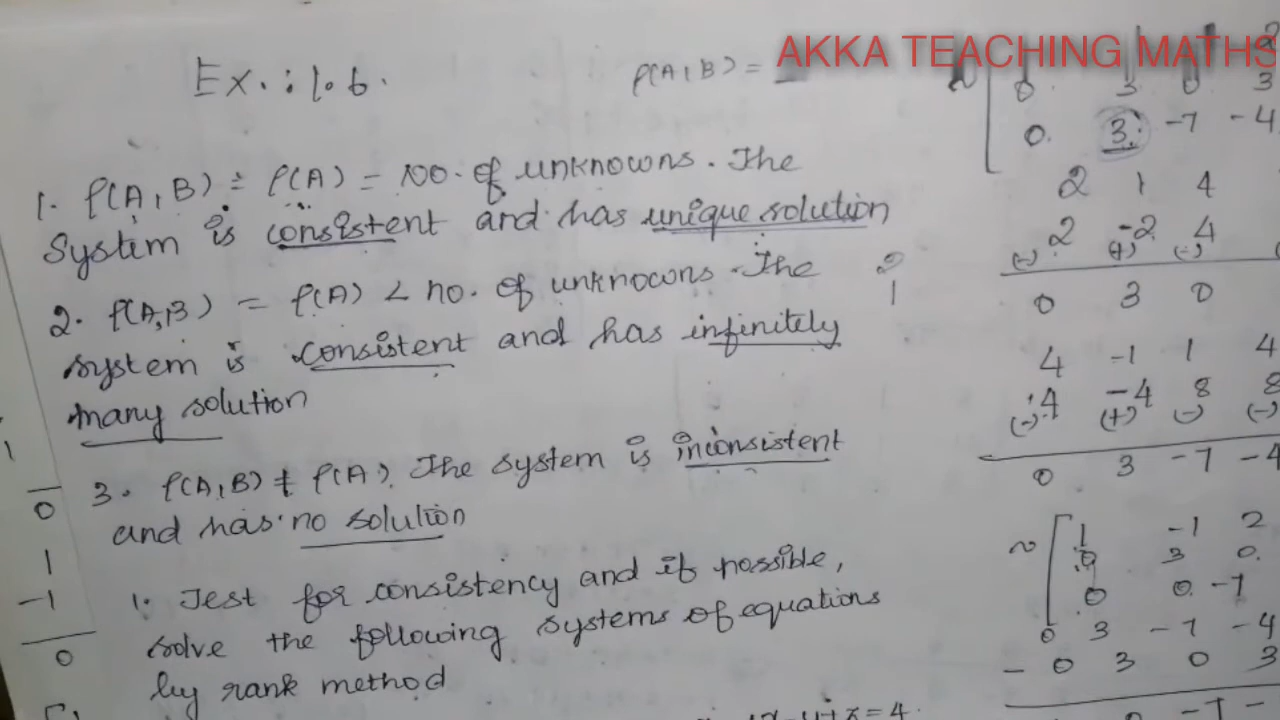 AKKA TEACHING MATHS
Ex.: 1.6.
ρ(A,B) =
1. ρ(A,B) = ρ(A) = No. of unknowns. The
System is consistent and has unique solution
2. ρ(A,B) = ρ(A) < no. of unknowns. The
system is consistent and has infinitely
many solution
3. ρ(A,B) ≠ ρ(A). The system is inconsistent
and has no solution
1. Test for consistency and if possible,
solve the following systems of equations
by rank method
~ 0 3 0 3
0 3 -7 -4
2 1 4
2 -2 4
(-) (+) (-)
0 3 0
4 -1 1 4
4 -4 8 8
(-) (+) (-) (-)
0 3 -7 -4
~ 1 -1 2
0 3 0
0 0 -7
0 3 -7 -4
- 0 3 0 3
0
1
-1
0